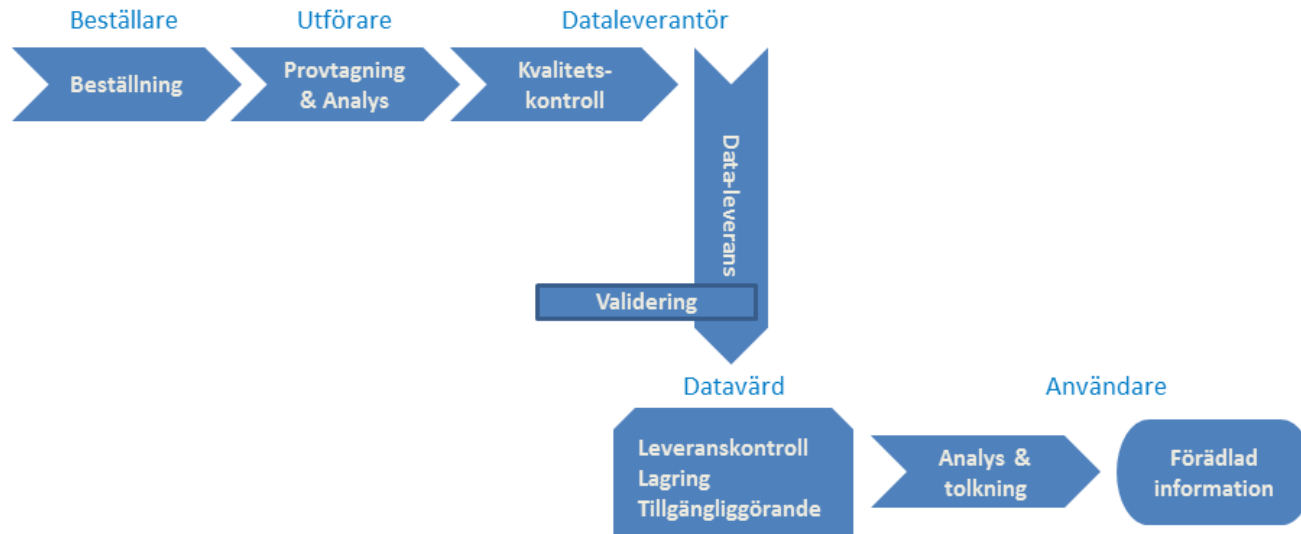 Beställare
Utförare
Dataleverantör
Beställning
Provtagning
& Analys
Kvalitets-
kontroll
Data-leverans
Validering
Datavärd
Användare
Leveranskontroll
Lagring
Tillgängliggörande
Analys &
tolkning
Förädlad
information